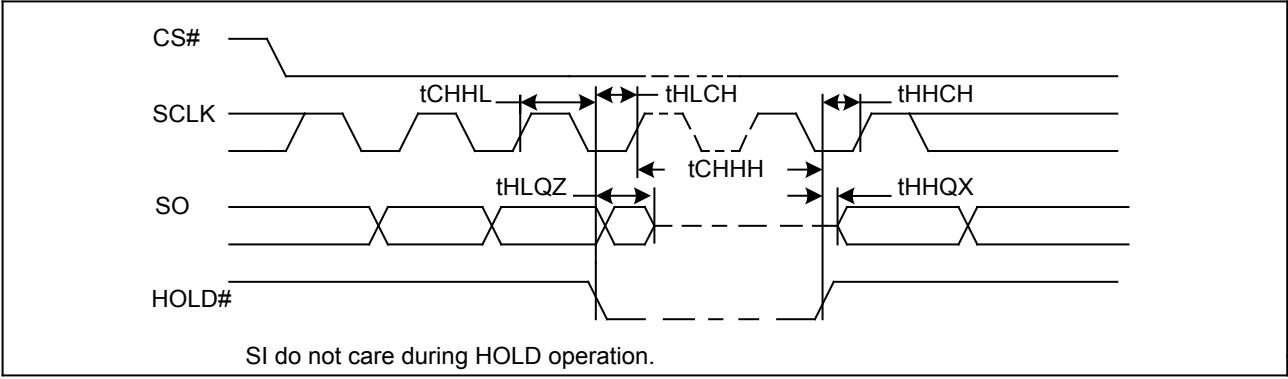 CS#
tCHHL tHLCH tHHCH
SCLK
tCHHH
tHLQZ tHHQX
SO
HOLD#
SI do not care during HOLD operation.